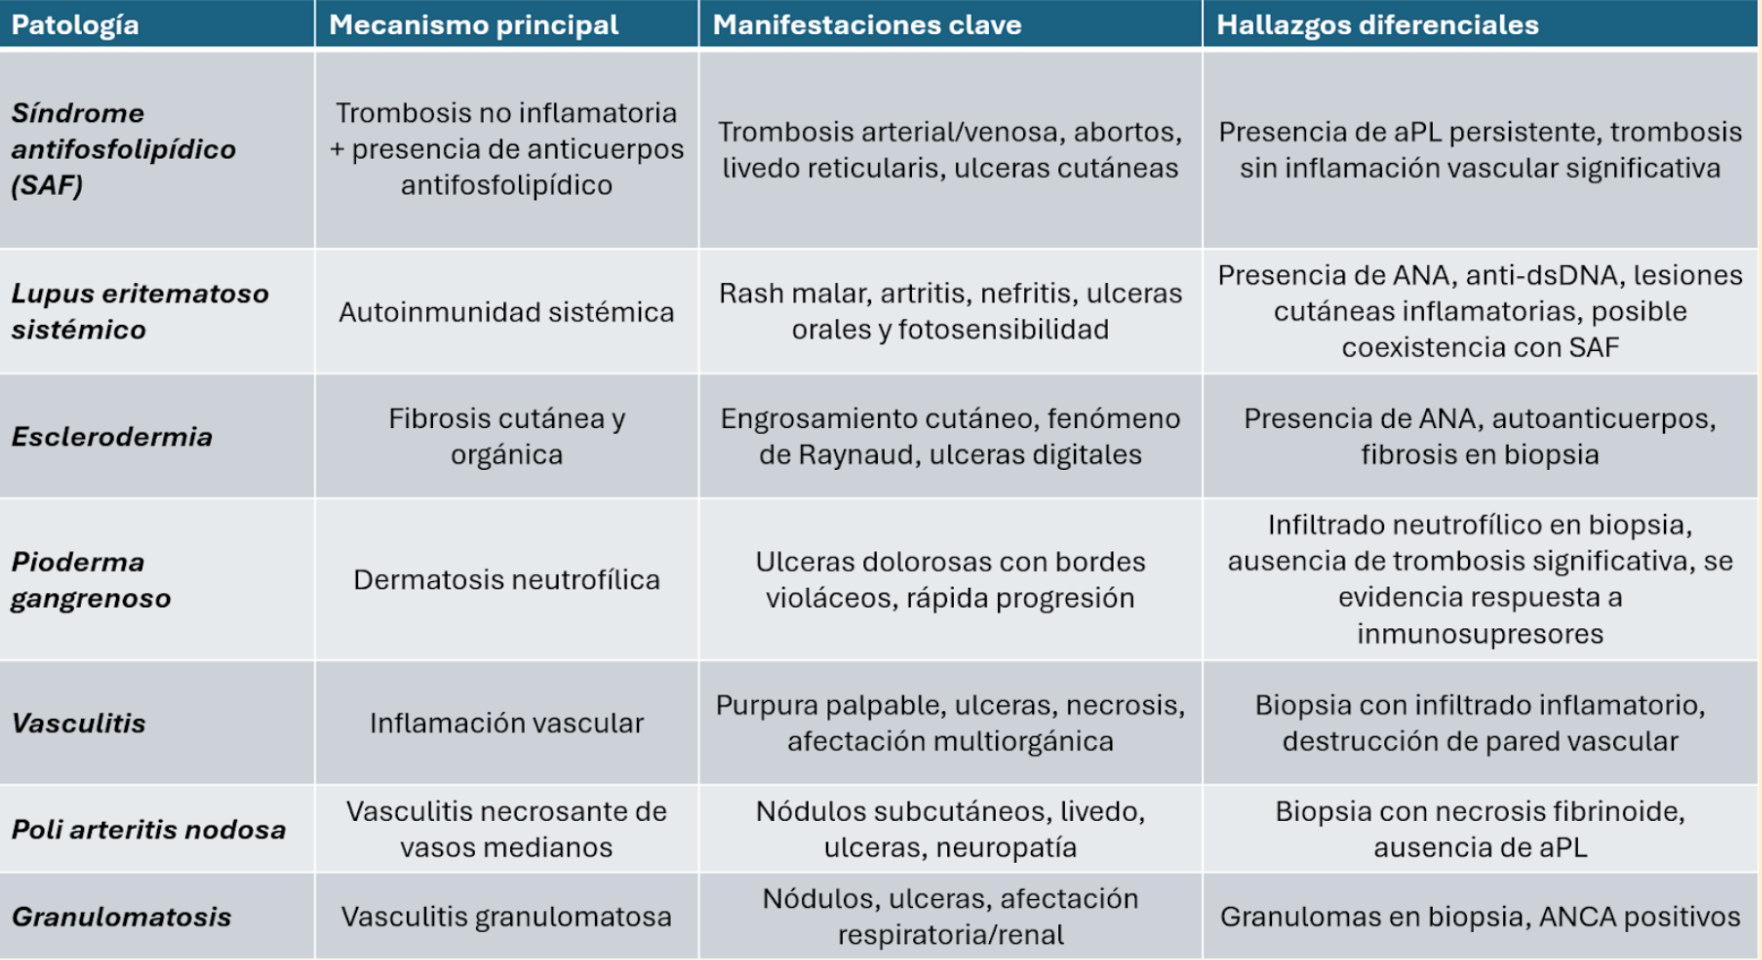 Patología
Mecanismo principal
Manifestaciones clave
Hallazgos diferenciales
Síndrome
antifosfolipídico
(SAF)
Trombosis no inflamatoria
+ presencia de anticuerpos
antifosfolipídico
Trombosis arterial/venosa, abortos,
livedo reticularis, ulceras cutáneas
Presencia de aPL persistente, trombosis
sin inflamación vascular significativa
Lupus eritematoso
sistémico
Autoinmunidad sistémica
Rash malar, artritis, nefritis, ulceras
orales y fotosensibilidad
Presencia de ANA, anti-dsDNA, lesiones
cutáneas inflamatorias, posible
coexistencia con SAF
Esclerodermia
Fibrosis cutánea y
orgánica
Engrosamiento cutáneo, fenómeno
de Raynaud, ulceras digitales
Presencia de ANA, autoanticuerpos,
fibrosis en biopsia
Pioderma
gangrenoso
Dermatosis neutrofílica
Ulceras dolorosas con bordes
violáceos, rápida progresión
Infiltrado neutrofílico en biopsia,
ausencia de trombosis significativa, se
evidencia respuesta a
inmunosupresores
Vasculitis
Inflamación vascular
Purpura palpable, ulceras, necrosis,
afectación multiorgánica
Biopsia con infiltrado inflamatorio,
destrucción de pared vascular
Poli arteritis nodosa
Vasculitis necrosante de
vasos medianos
Nódulos subcutáneos, livedo,
ulceras, neuropatía
Biopsia con necrosis fibrinoide,
ausencia de aPL
Granulomatosis
Vasculitis granulomatosa
Nódulos, ulceras, afectación
respiratoria/renal
Granulomas en biopsia, ANCA positivos